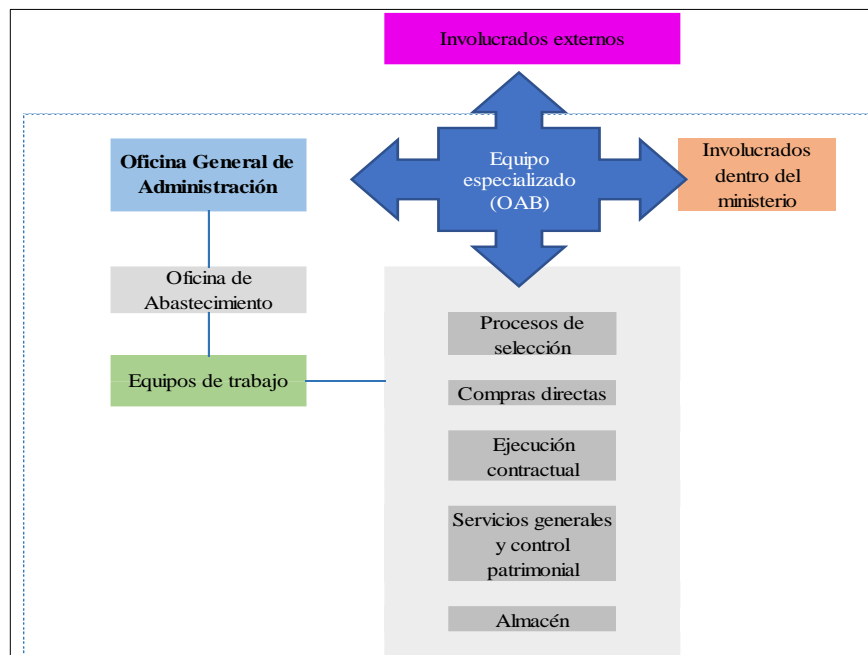 Involucrados externos
Oficina General de
Administración
Equipo
especializado
(OAB)
Involucrados
dentro del
ministerio
Oficina de
Abastecimiento
Equipos de trabajo
Procesos de
selección
Compras directas
Ejecución
contractual
Servicios generales
y control
patrimonial
Almacén